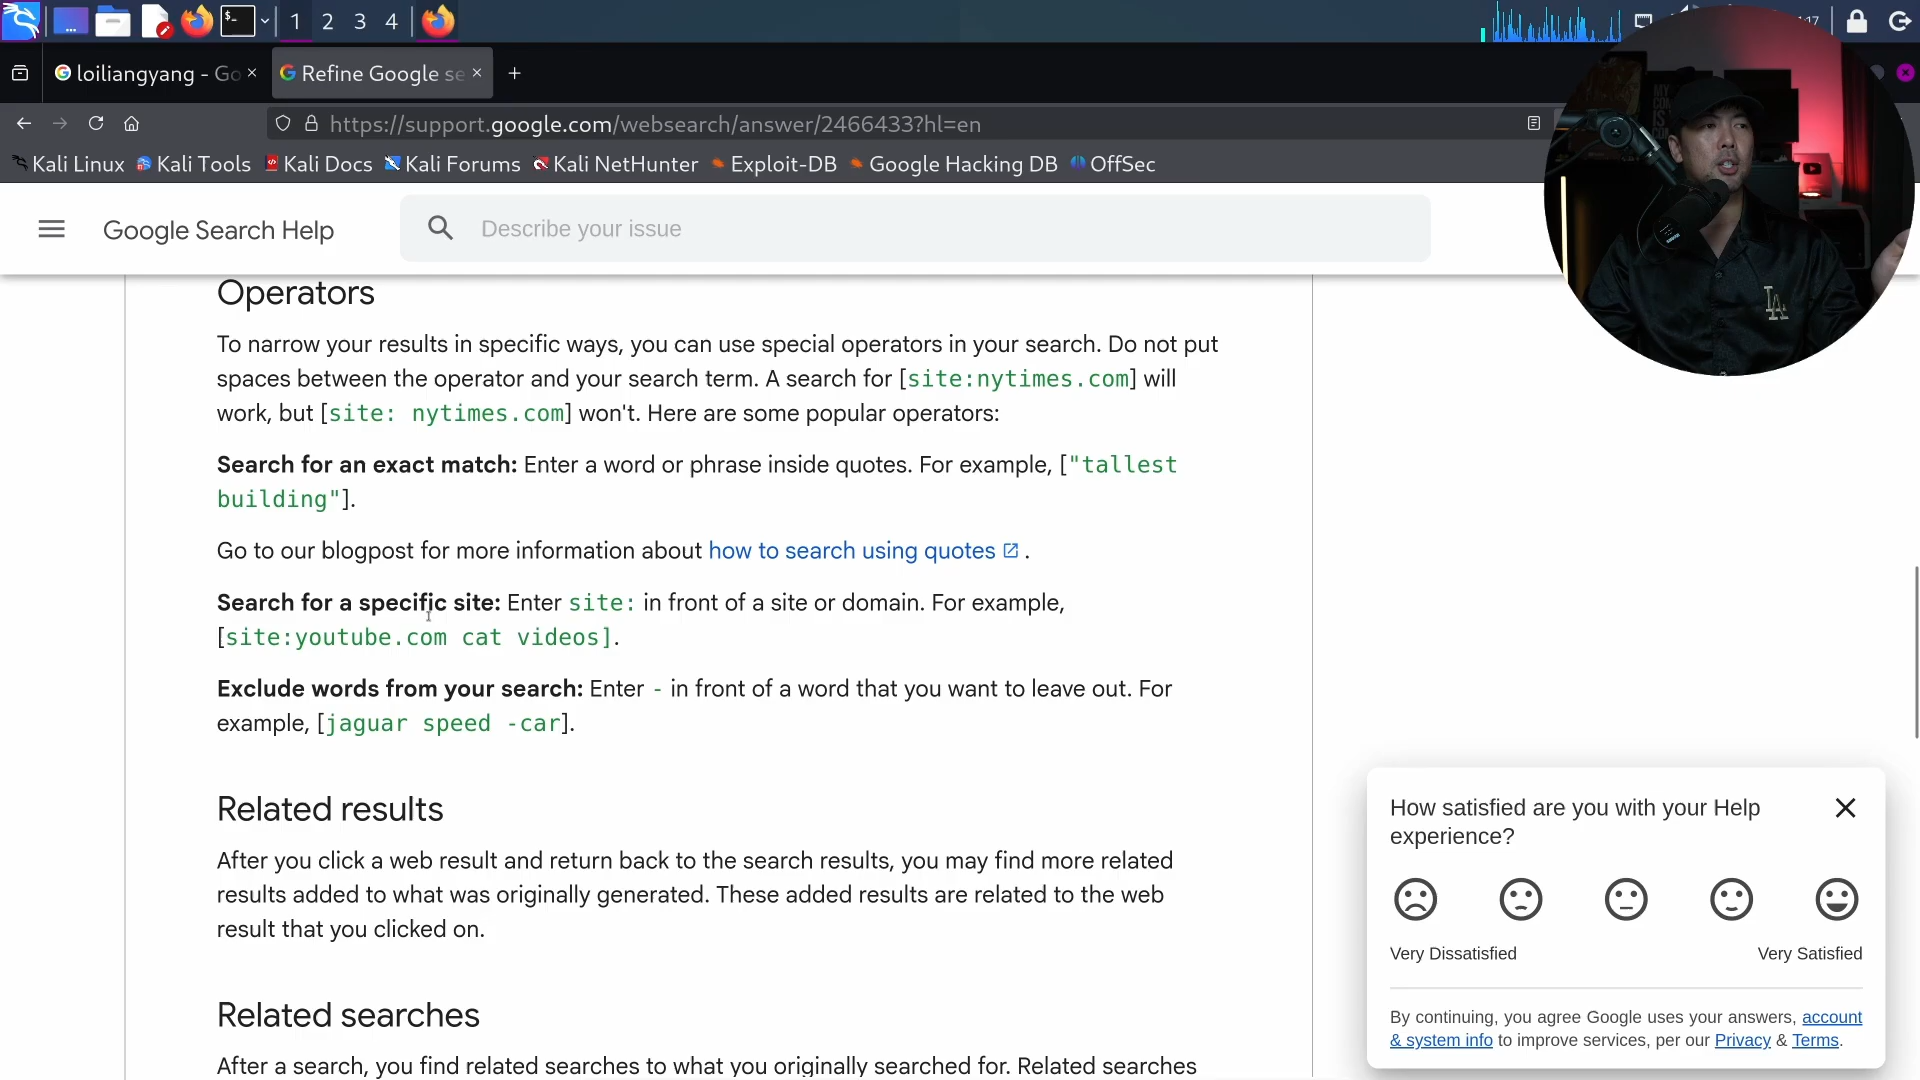 1 2 3 4
loiliangyang - Go
Refine Google se
https://support.google.com/websearch/answer/2466433?hl=en
Kali Linux Kali Tools Kali Docs Kali Forums Kali NetHunter Exploit-DB Google Hacking DB OffSec
Google Search Help
Describe your issue
Operators
To narrow your results in specific ways, you can use special operators in your search. Do not put
spaces between the operator and your search term. A search for [site:nytimes.com] will
work, but [site: nytimes.com] won't. Here are some popular operators:
Search for an exact match: Enter a word or phrase inside quotes. For example, ["tallest
building"].
Go to our blogpost for more information about how to search using quotes .
Search for a specific site: Enter site: in front of a site or domain. For example,
[site:youtube.com cat videos].
Exclude words from your search: Enter - in front of a word that you want to leave out. For
example, [jaguar speed -car].
Related results
After you click a web result and return back to the search results, you may find more related
results added to what was originally generated. These added results are related to the web
result that you clicked on.
Related searches
After a search, you find related searches to what you originally searched for. Related searches
How satisfied are you with your Help
experience?
Very Dissatisfied
Very Satisfied
By continuing, you agree Google uses your answers, account
& system info to improve services, per our Privacy & Terms.
LA